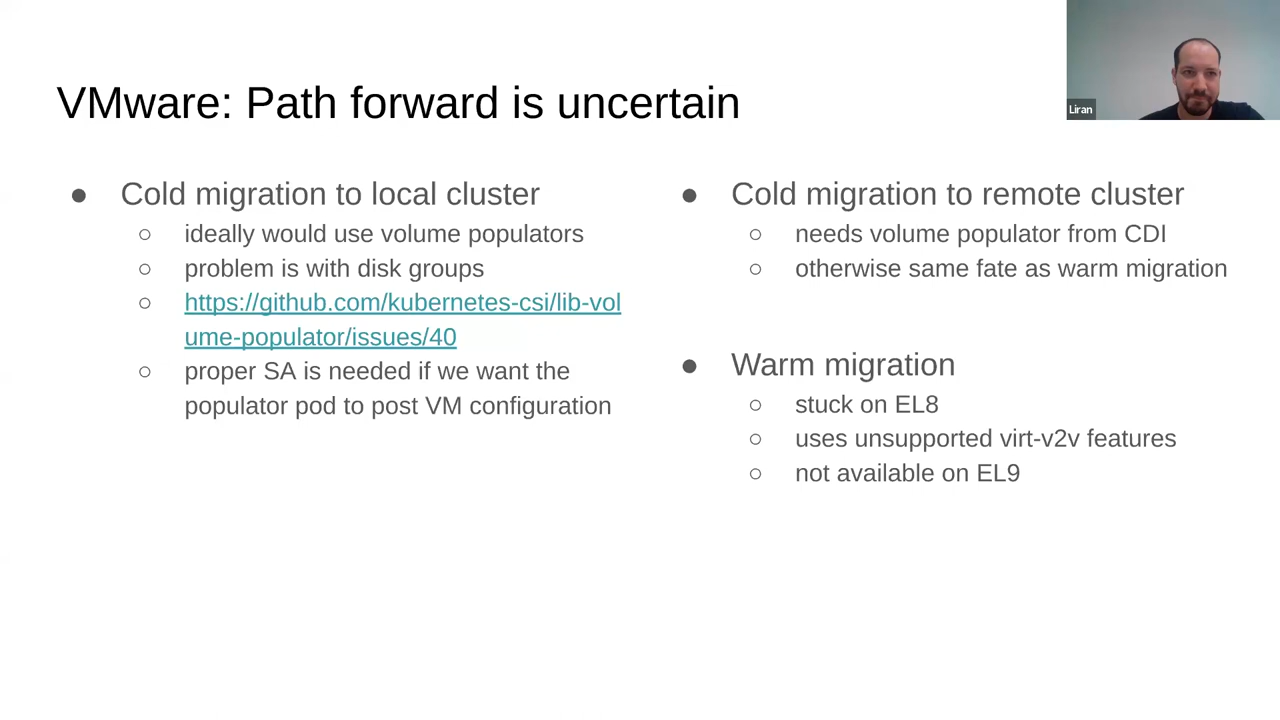 VMware: Path forward is uncertain
Liran
● Cold migration to local cluster
○ ideally would use volume populators
○ problem is with disk groups
○ https://github.com/kubernetes-csi/lib-vol
ume-populator/issues/40
○ proper SA is needed if we want the
populator pod to post VM configuration
● Cold migration to remote cluster
○ needs volume populator from CDI
○ otherwise same fate as warm migration
● Warm migration
○ stuck on EL8
○ uses unsupported virt-v2v features
○ not available on EL9